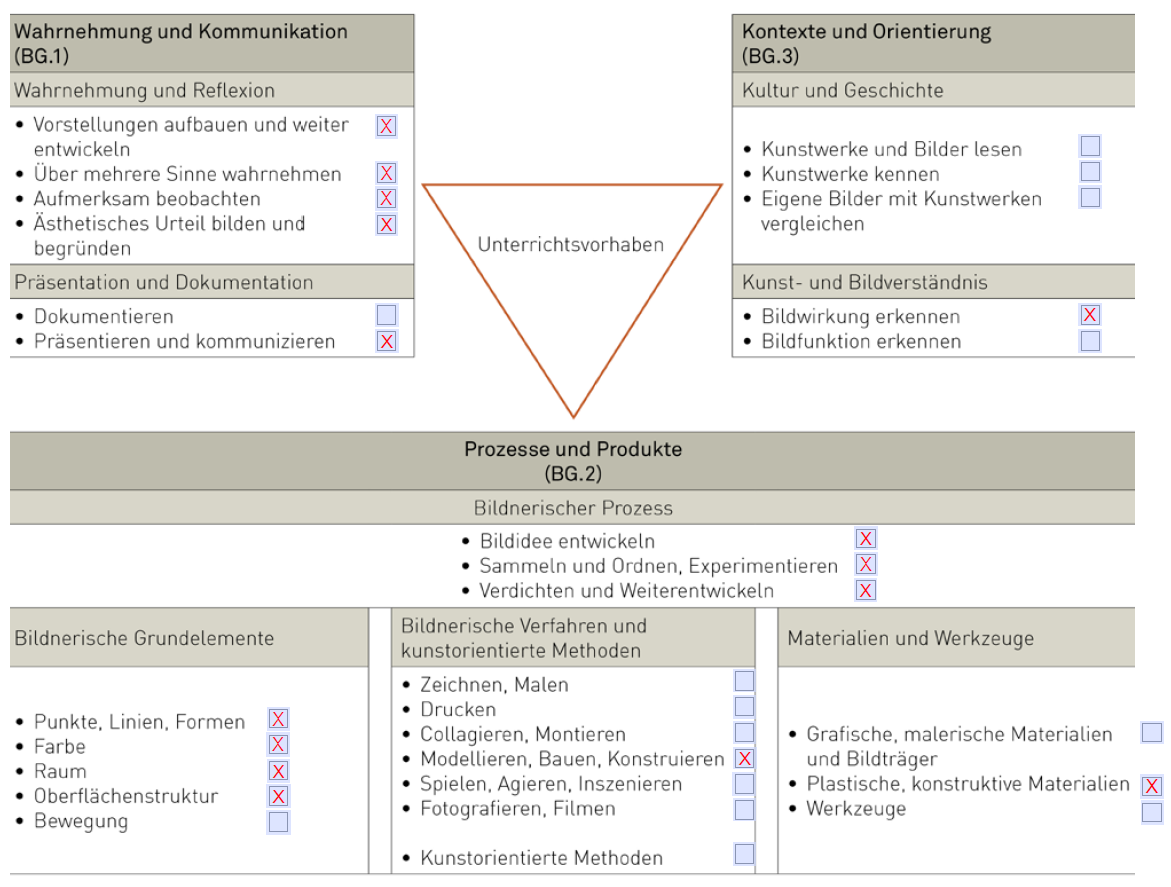 Wahrnehmung und Kommunikation
(BG.1)
Wahrnehmung und Reflexion
• Vorstellungen aufbauen und weiter X
entwickeln
• Über mehrere Sinne wahrnehmen X
• Aufmerksam beobachten X
• Ästhetisches Urteil bilden und X
begründen
Präsentation und Dokumentation
• Dokumentieren
• Präsentieren und kommunizieren X
Unterrichtsvorhaben
Kontexte und Orientierung
(BG.3)
Kultur und Geschichte
• Kunstwerke und Bilder lesen
• Kunstwerke kennen
• Eigene Bilder mit Kunstwerken
vergleichen
Kunst- und Bildverständnis
• Bildwirkung erkennen X
• Bildfunktion erkennen
Prozesse und Produkte
(BG.2)
Bildnerischer Prozess
• Bildidee entwickeln X
• Sammeln und Ordnen, Experimentieren X
• Verdichten und Weiterentwickeln X
Bildnerische Grundelemente
• Punkte, Linien, Formen X
• Farbe X
• Raum X
• Oberflächenstruktur X
• Bewegung
Bildnerische Verfahren und
kunstorientierte Methoden
• Zeichnen, Malen
• Drucken
• Collagieren, Montieren
• Modellieren, Bauen, Konstruieren X
• Spielen, Agieren, Inszenieren
• Fotografieren, Filmen
• Kunstorientierte Methoden
Materialien und Werkzeuge
• Grafische, malerische Materialien
und Bildträger
• Plastische, konstruktive Materialien X
• Werkzeuge